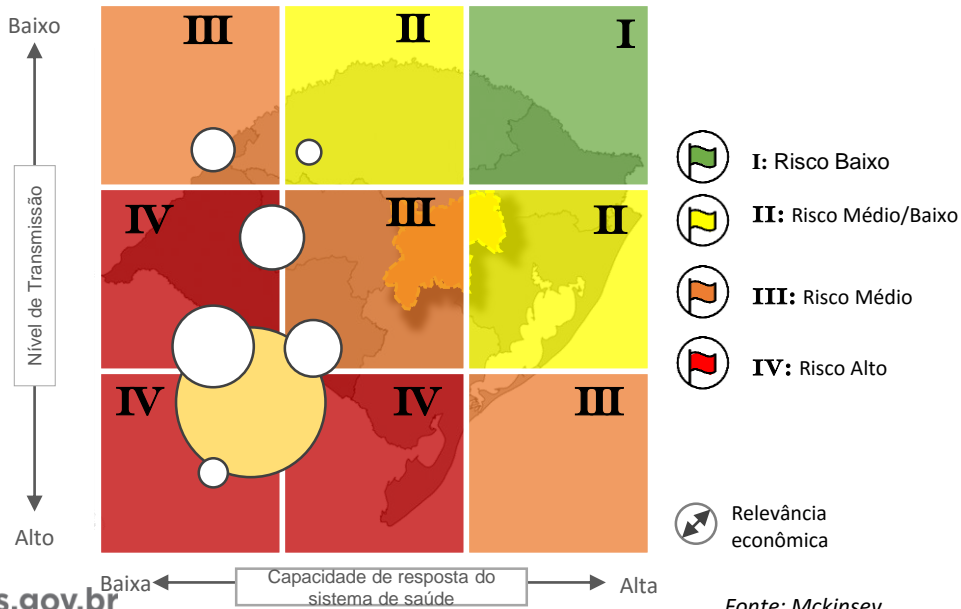 Baixo
III
II
I
Nível de Transmissão
IV
III
II
IV
IV
III
Alto
I: Risco Baixo
II: Risco Médio/Baixo
III: Risco Médio
IV: Risco Alto
Relevância
econômica
Baixa
Capacidade de resposta do
sistema de saúde
Alta
s.gov.br
Fonte: Mckinsey